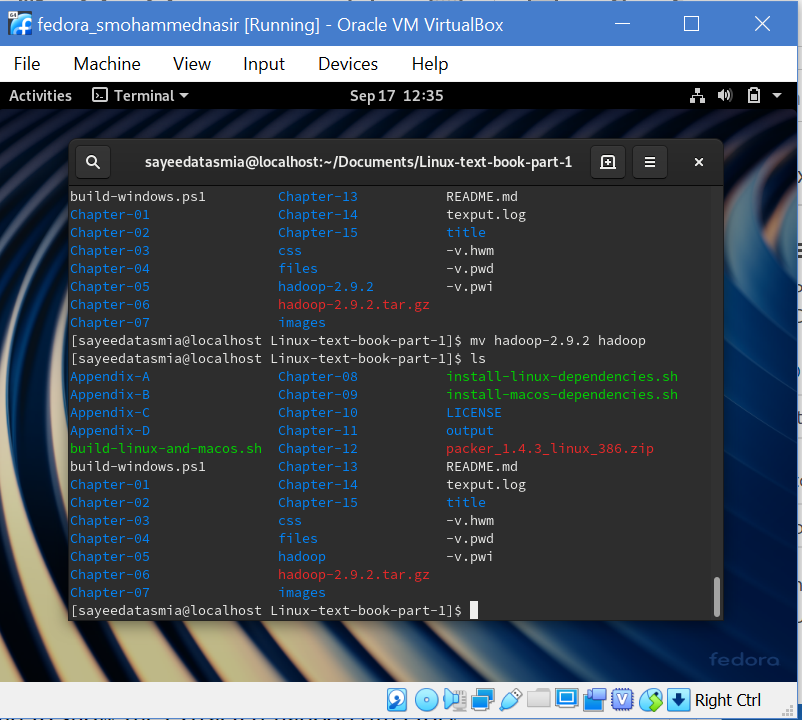 fedora_smohammednasir [Running] - Oracle VM VirtualBox
File Machine View Input Devices Help
Activities Terminal Sep 17 12:35
sayeedatasmia@localhost:~/Documents/Linux-text-book-part-1
build-windows.ps1 Chapter-13 README.md
Chapter-01 Chapter-14 texput.log
Chapter-02 Chapter-15 title
Chapter-03 css -v.hwm
Chapter-04 files -v.pwd
Chapter-05 hadoop-2.9.2 -v.pwi
Chapter-06 hadoop-2.9.2.tar.gz
Chapter-07 images
[sayeedatasmia@localhost Linux-text-book-part-1]$ mv hadoop-2.9.2 hadoop
[sayeedatasmia@localhost Linux-text-book-part-1]$ ls
Appendix-A Chapter-08 install-linux-dependencies.sh
Appendix-B Chapter-09 install-macos-dependencies.sh
Appendix-C Chapter-10 LICENSE
Appendix-D Chapter-11 output
build-linux-and-macos.sh Chapter-12 packer_1.4.3_linux_386.zip
build-windows.ps1 Chapter-13 README.md
Chapter-01 Chapter-14 texput.log
Chapter-02 Chapter-15 title
Chapter-03 css -v.hwm
Chapter-04 files -v.pwd
Chapter-05 hadoop -v.pwi
Chapter-06 hadoop-2.9.2.tar.gz
Chapter-07 images
[sayeedatasmia@localhost Linux-text-book-part-1]$
fedora
Right Ctrl